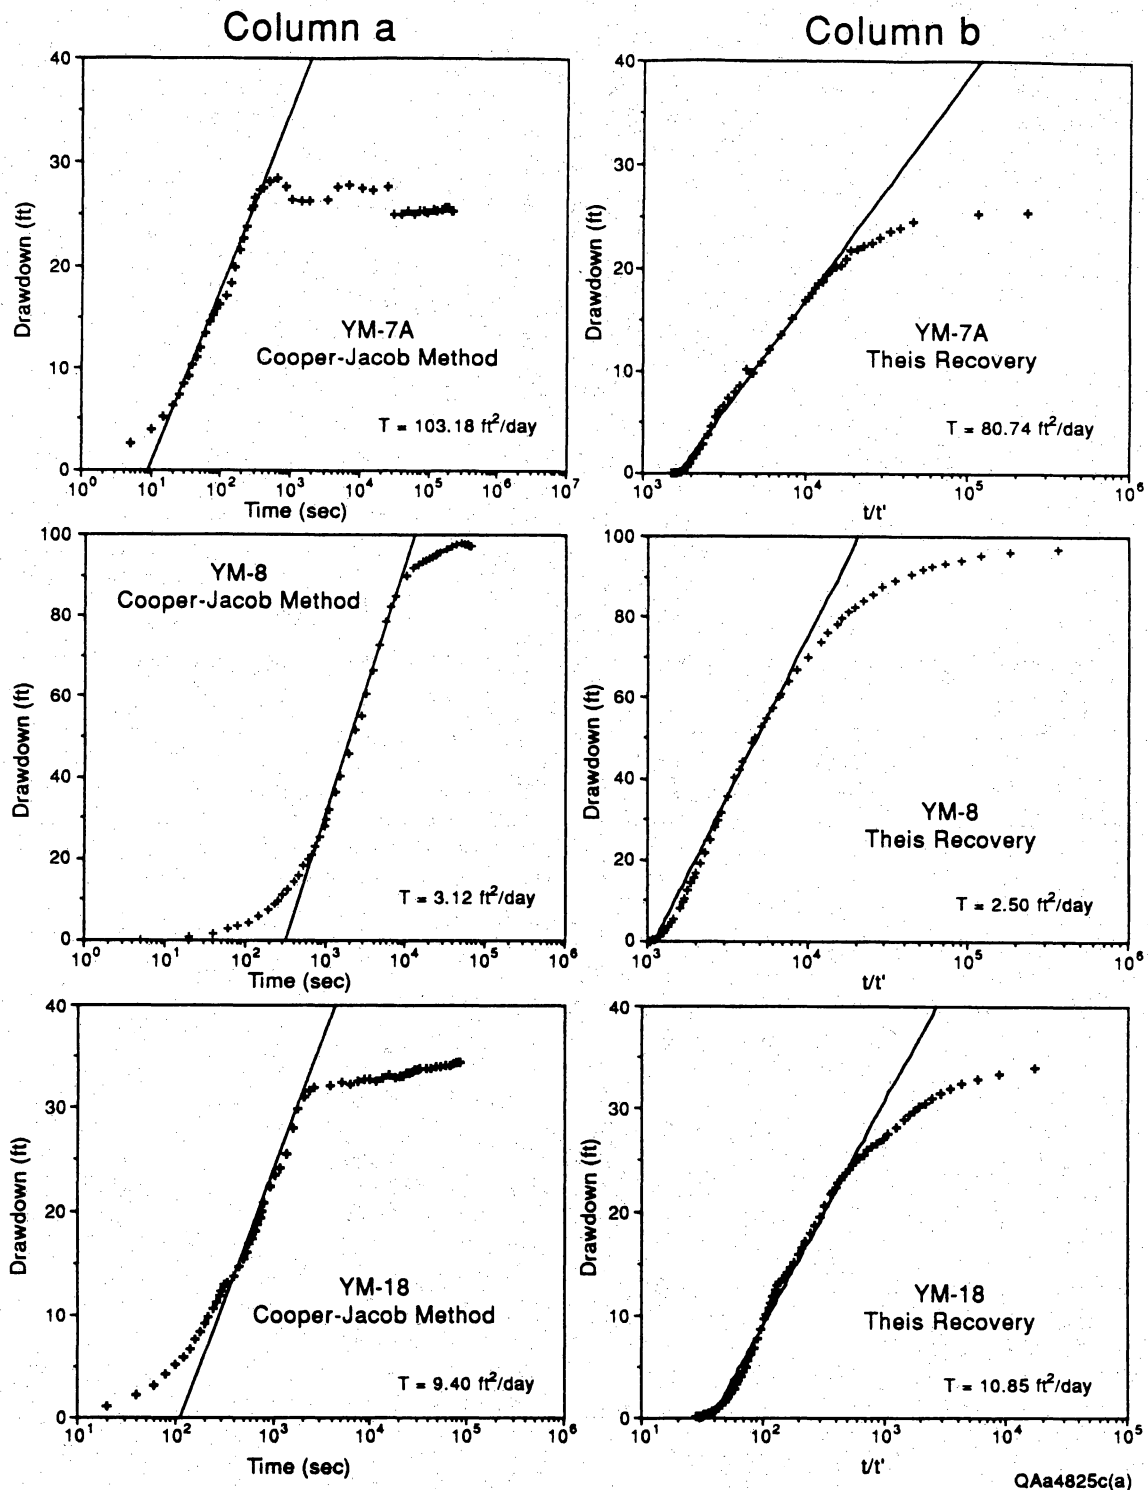 Column a
Column b
40
30
20
10
0
Drawdown (ft)
YM-7A
Cooper-Jacob Method
T = 103.18 ft²/day
10⁰ 10¹ 10² 10³ 10⁴ 10⁵ 10⁶ 10⁷
Time (sec)
40
30
20
10
0
Drawdown (ft)
YM-7A
Theis Recovery
T = 80.74 ft²/day
10³ 10⁴ 10⁵ 10⁶
t/t'
100
80
60
40
20
0
Drawdown (ft)
YM-8
Cooper-Jacob Method
T = 3.12 ft²/day
10⁰ 10¹ 10² 10³ 10⁴ 10⁵ 10⁶
Time (sec)
100
80
60
40
20
0
Drawdown (ft)
YM-8
Theis Recovery
T = 2.50 ft²/day
10³ 10⁴ 10⁵ 10⁶
t/t'
40
30
20
10
0
Drawdown (ft)
YM-18
Cooper-Jacob Method
T = 9.40 ft²/day
10¹ 10² 10³ 10⁴ 10⁵ 10⁶
Time (sec)
40
30
20
10
0
Drawdown (ft)
YM-18
Theis Recovery
T = 10.85 ft²/day
10¹ 10² 10³ 10⁴ 10⁵
t/t'
QAa4825c(a)